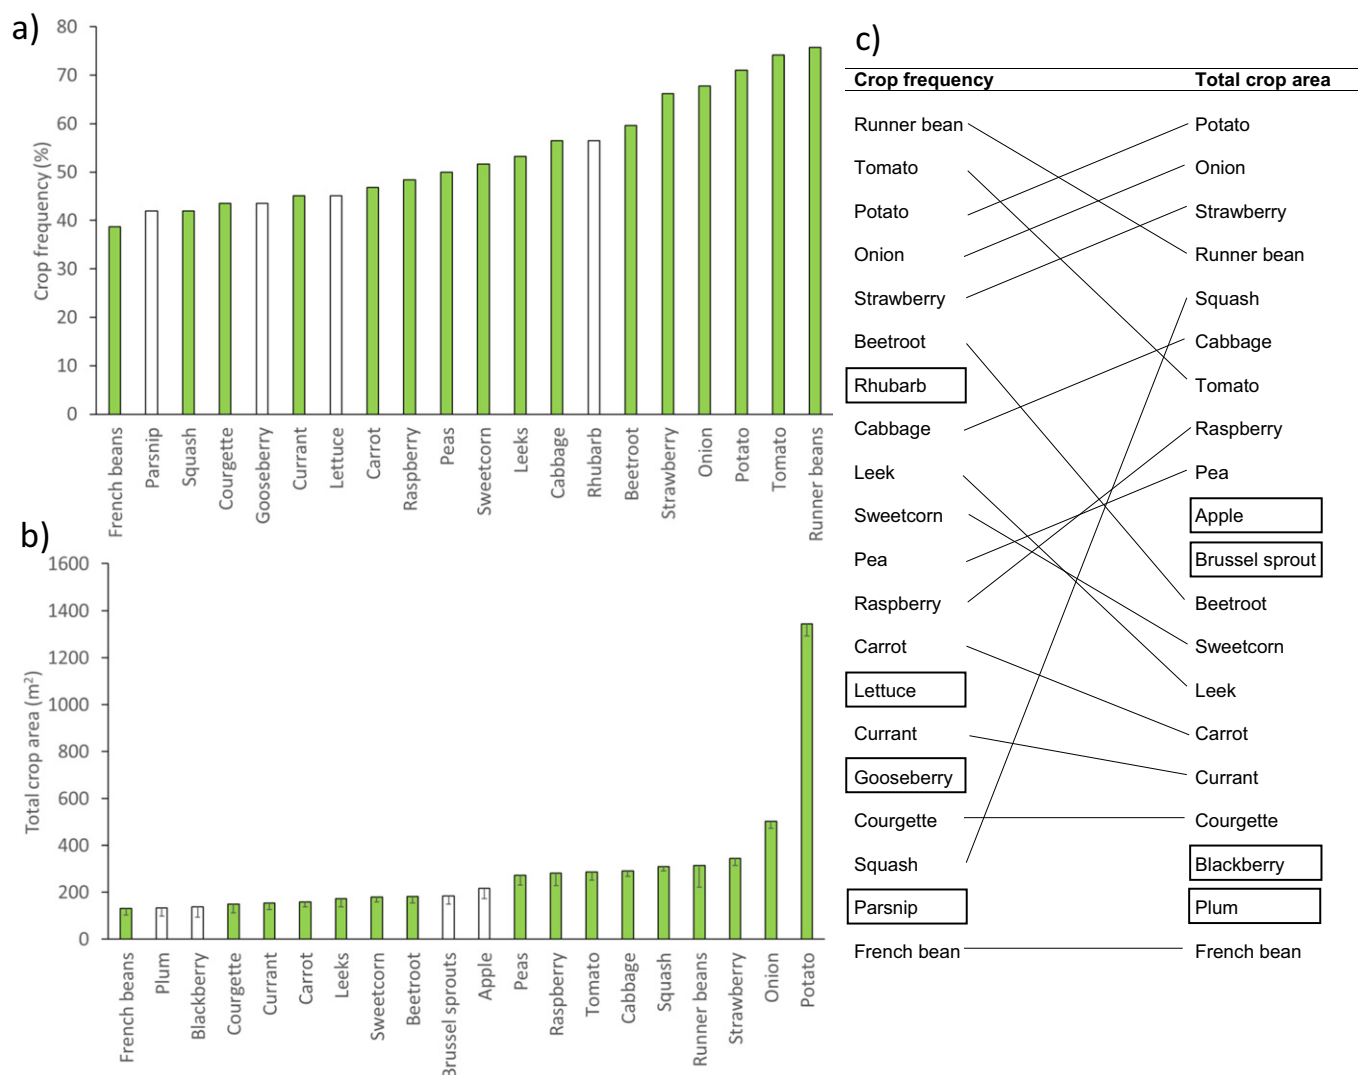 a)
Crop frequency (%)
80
70
60
50
40
30
20
10
0
French beans
Parsnip
Squash
Courgette
Gooseberry
Currant
Lettuce
Carrot
Raspberry
Peas
Sweetcorn
Leeks
Cabbage
Rhubarb
Beetroot
Strawberry
Onion
Potato
Tomato
Runner beans
b)
Total crop area (m²)
1600
1400
1200
1000
800
600
400
200
0
French beans
Plum
Blackberry
Courgette
Currant
Carrot
Leeks
Sweetcorn
Beetroot
Brussel sprouts
Apple
Peas
Raspberry
Tomato
Cabbage
Squash
Runner beans
Strawberry
Onion
Potato
c)
Crop frequency Total crop area
Runner bean Potato
Tomato Onion
Potato Strawberry
Onion Runner bean
Strawberry Squash
Beetroot Cabbage
Rhubarb Tomato
Cabbage Raspberry
Leek Pea
Sweetcorn Apple
Pea Brussel sprout
Raspberry Beetroot
Carrot Sweetcorn
Lettuce Leek
Currant Carrot
Gooseberry Currant
Courgette Courgette
Squash Blackberry
Parsnip Plum
French bean French bean